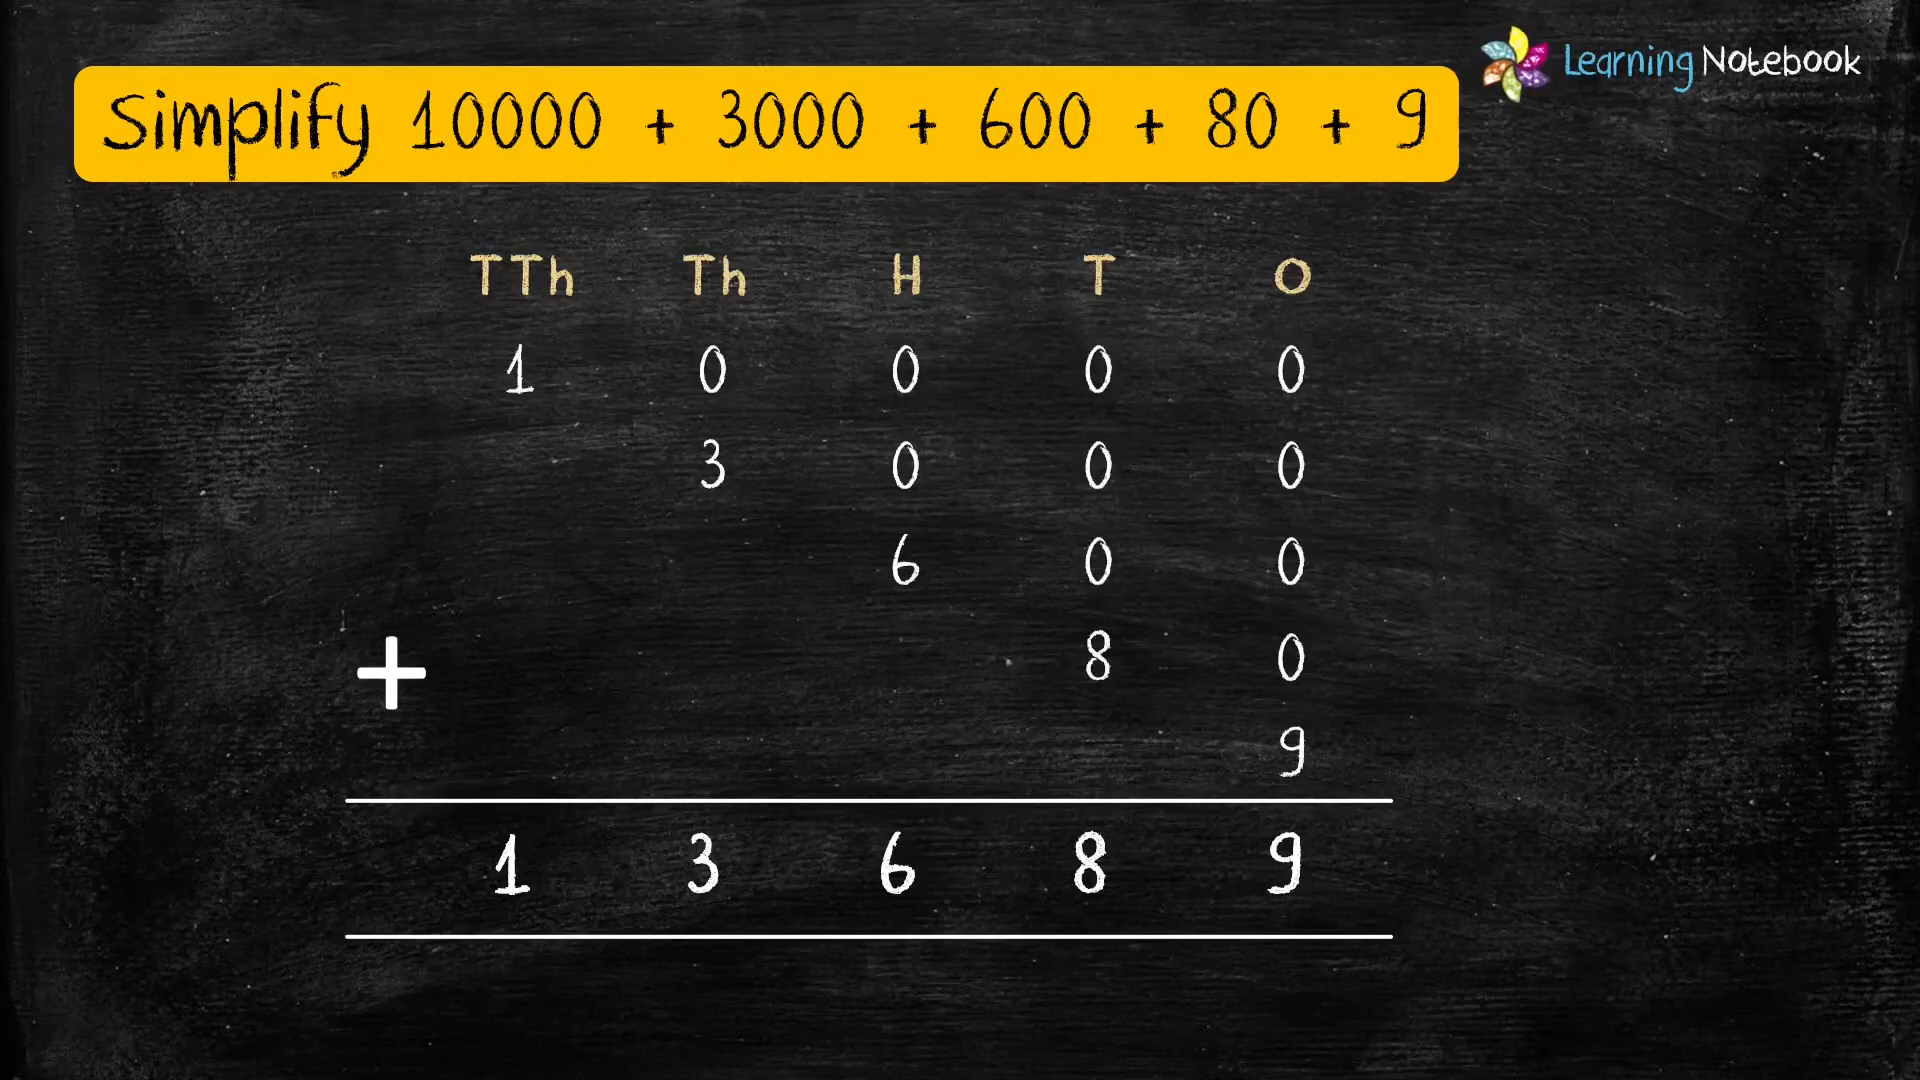 Learning Notebook
Simplify 10000 + 3000 + 600 + 80 + 9
TTh Th H T O
1 0 0 0 0
3 0 0 0
6 0 0
+ 8 0
9
1 3 6 8 9